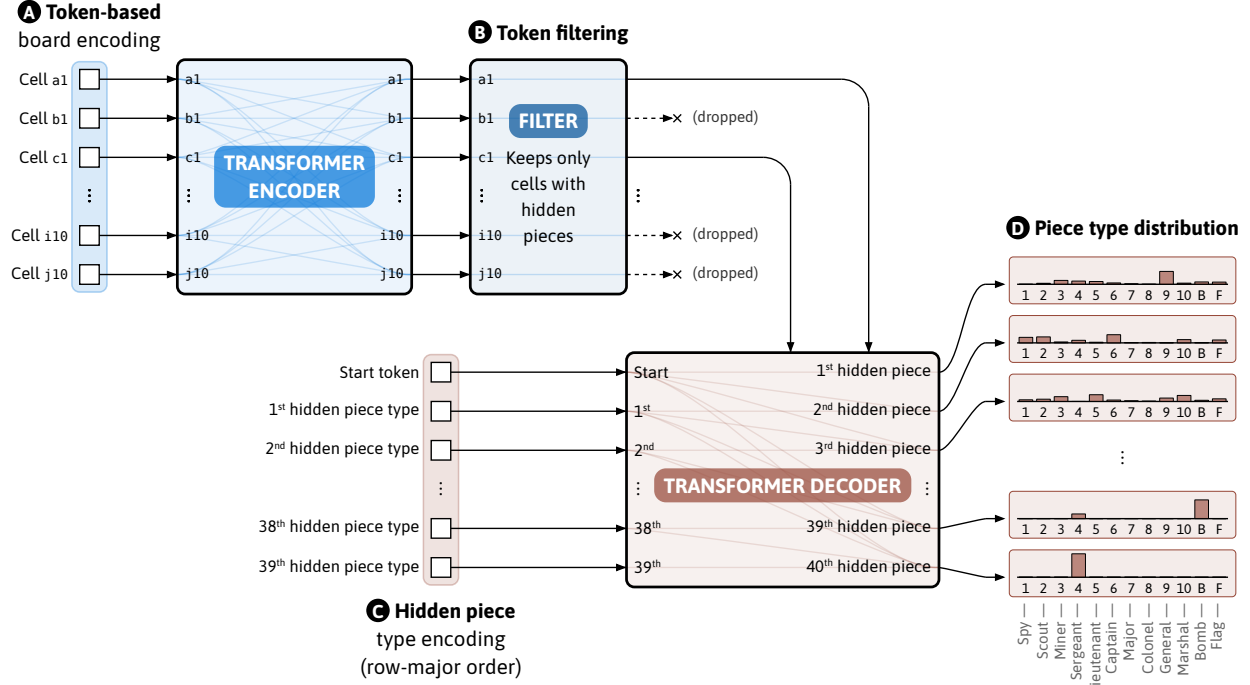 A Token-based
board encoding
B Token filtering
Cell a1
Cell b1
Cell c1
⋮
Cell i10
Cell j10
a1
b1
c1
⋮
i10
j10
TRANSFORMER
ENCODER
a1
b1
c1
⋮
i10
j10
a1
b1
c1
⋮
i10
j10
FILTER
Keeps only
cells with
hidden
pieces
(dropped)
⋮
(dropped)
(dropped)
Start token
1st hidden piece type
2nd hidden piece type
⋮
38th hidden piece type
39th hidden piece type
C Hidden piece
type encoding
(row-major order)
Start
1st
2nd
⋮
38th
39th
TRANSFORMER DECODER
1st hidden piece
2nd hidden piece
3rd hidden piece
⋮
39th hidden piece
40th hidden piece
D Piece type distribution
1 2 3 4 5 6 7 8 9 10 B F
1 2 3 4 5 6 7 8 9 10 B F
1 2 3 4 5 6 7 8 9 10 B F
⋮
1 2 3 4 5 6 7 8 9 10 B F
1 2 3 4 5 6 7 8 9 10 B F
Spy —
Scout —
Miner —
Sergeant —
ieutenant —
Captain —
Major —
Colonel —
General —
Marshal —
Bomb —
Flag —